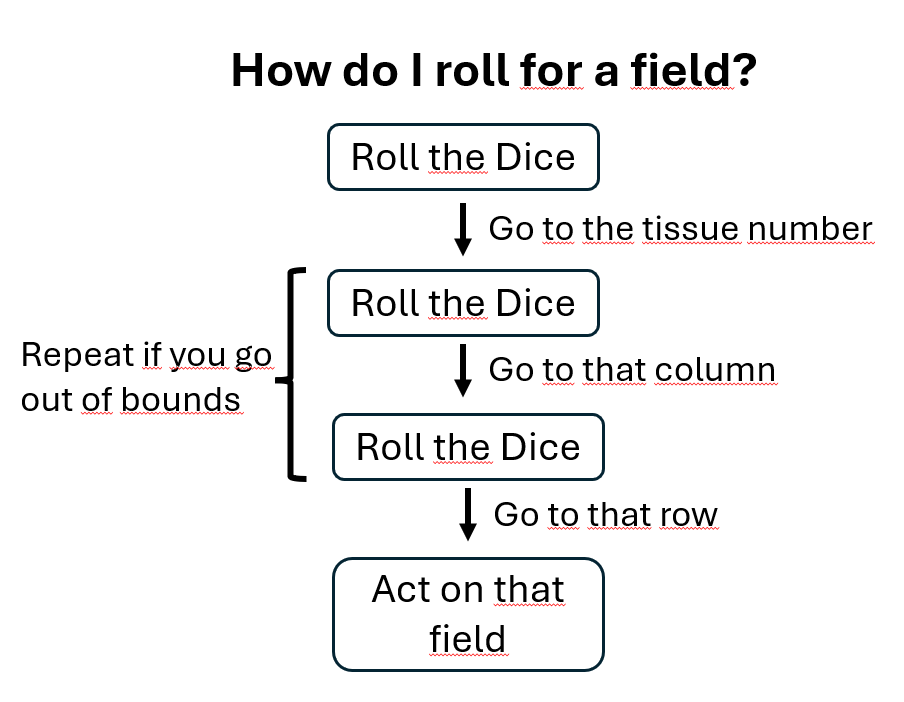 How do I roll for a field?
Roll the Dice
Go to the tissue number
Roll the Dice
Go to that column
Repeat if you go
out of bounds
Roll the Dice
Go to that row
Act on that
field